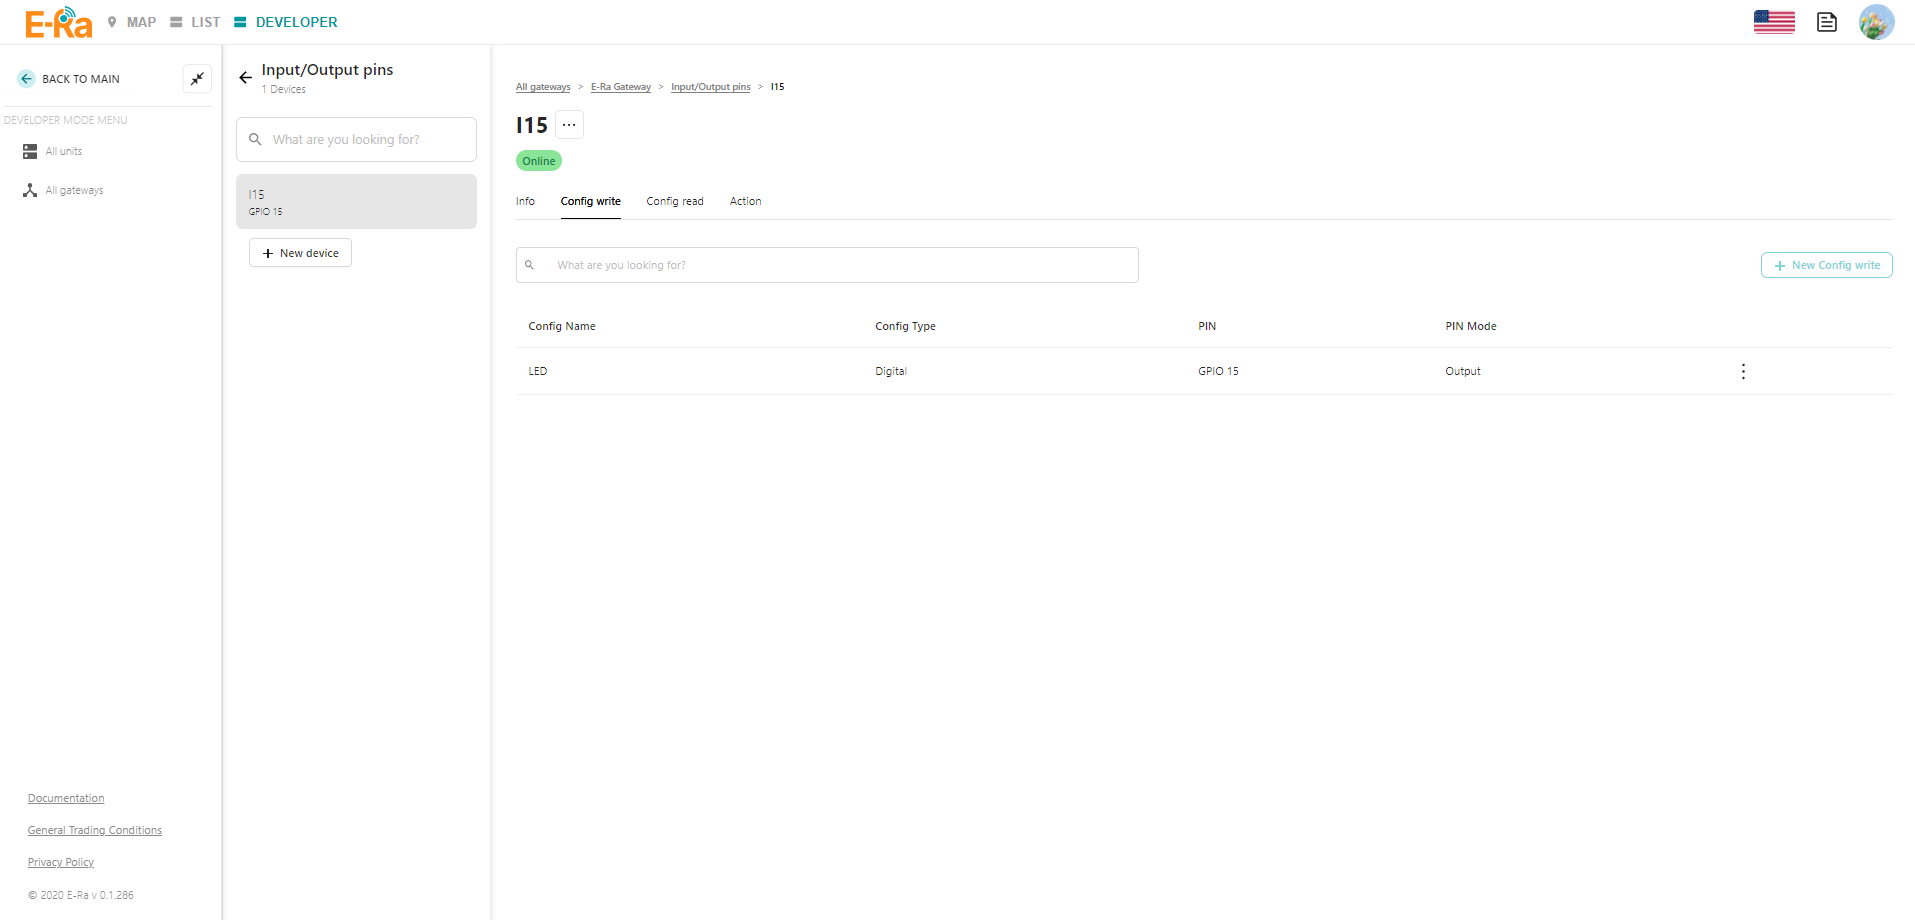 E-Ra MAP LIST DEVELOPER
BACK TO MAIN
DEVELOPER MODE MENU
All units
All gateways
Documentation
General Trading Conditions
Privacy Policy
© 2020 E-Ra v 0.1.286
Input/Output pins
1 Devices
What are you looking for?
I15
GPIO 15
+ New device
All gateways > E-Ra Gateway > Input/Output pins > I15
I15 ...
Online
Info Config write Config read Action
What are you looking for?
+ New Config write
Config Name Config Type PIN PIN Mode
LED Digital GPIO 15 Output